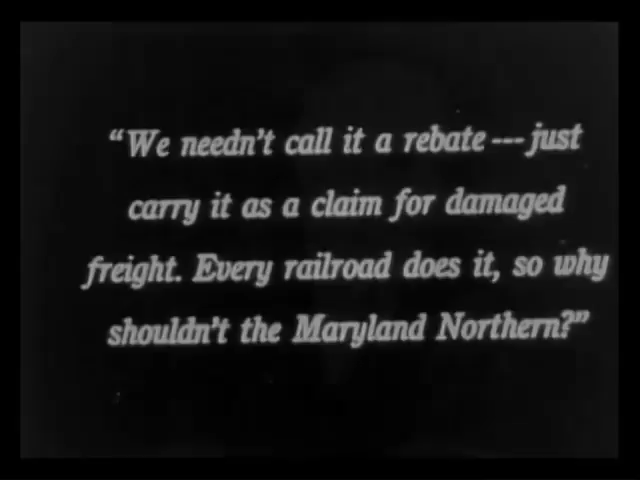 “We needn’t call it a rebate---just
carry it as a claim for damaged
freight. Every railroad does it, so why
shouldn’t the Maryland Northern?”